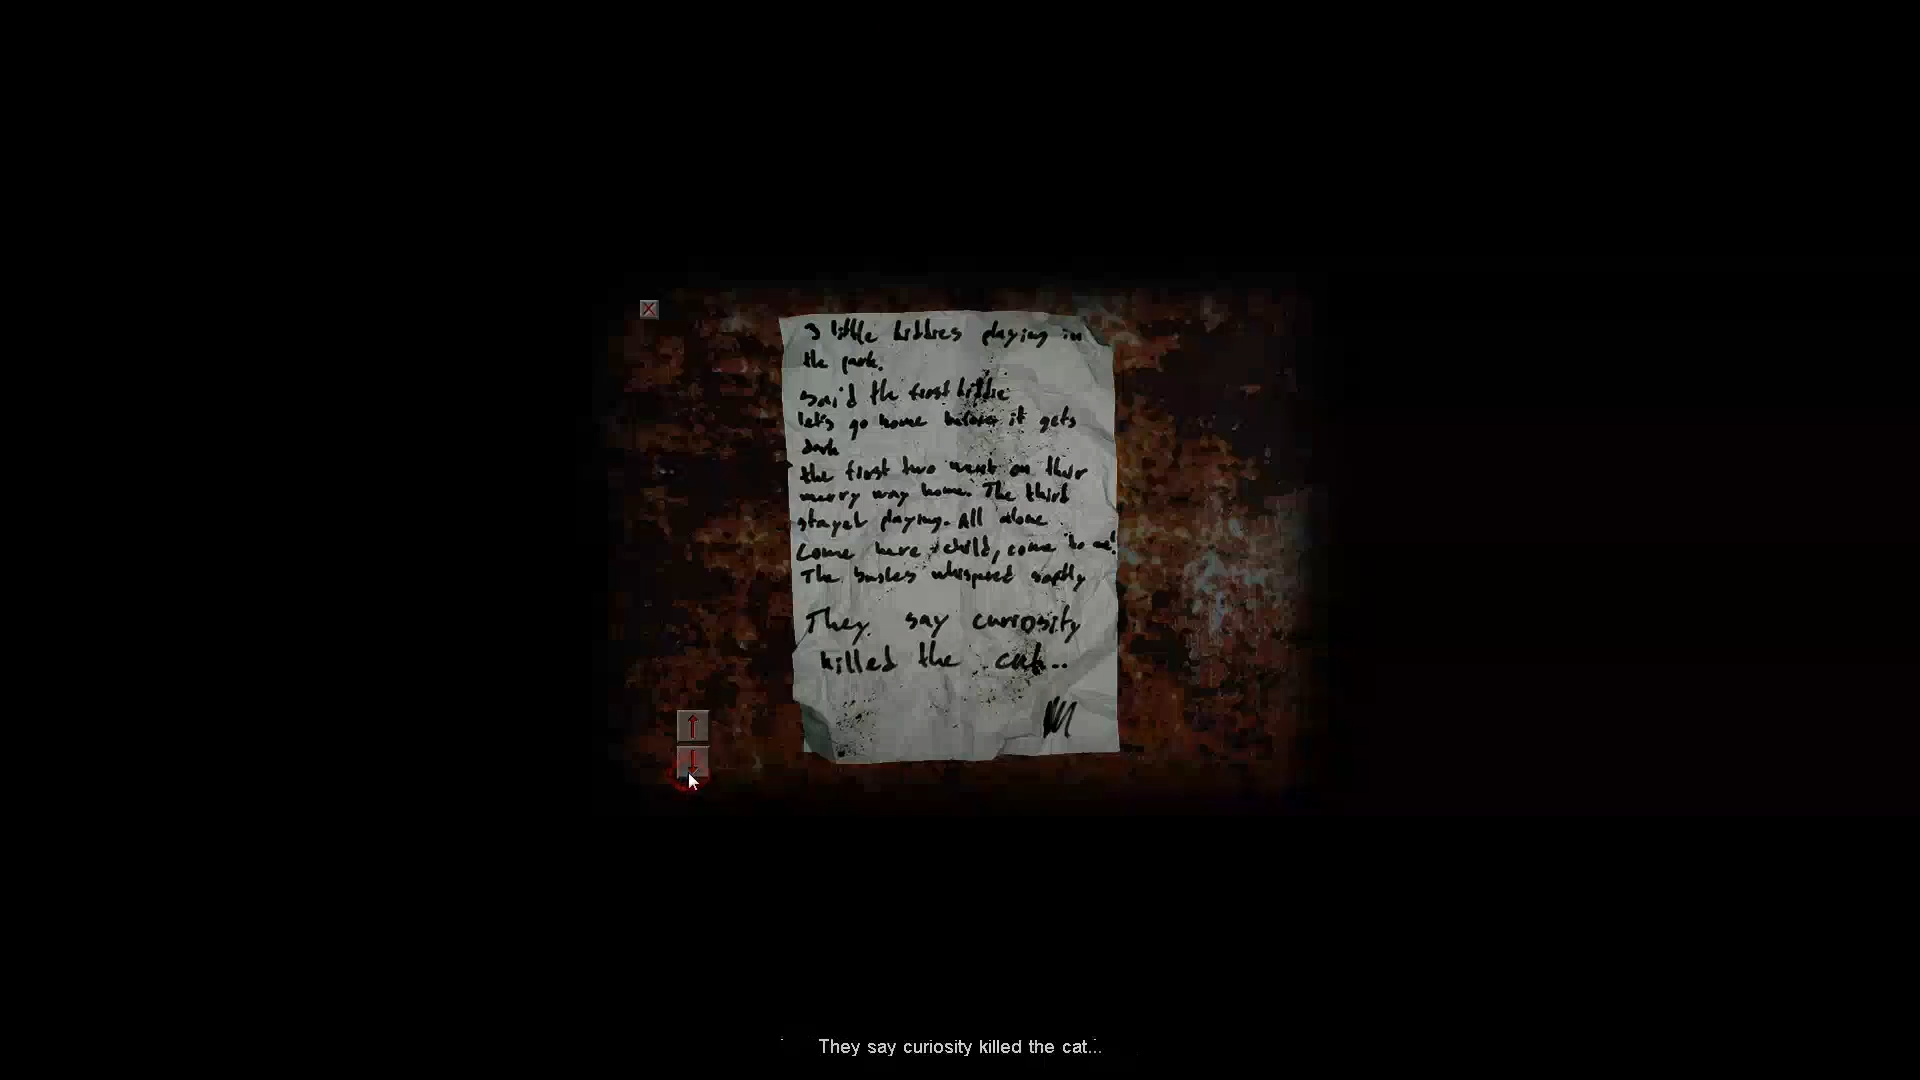 3 little kiddies playing in
the park.
Said the first kiddie
let's go home before it gets
dark
the first two went on their
merry way home. The third
stayed playing. All alone
Come here child, come to me!
The bushes whispered softly
They say curiosity
killed the cat..
They say curiosity killed the cat...